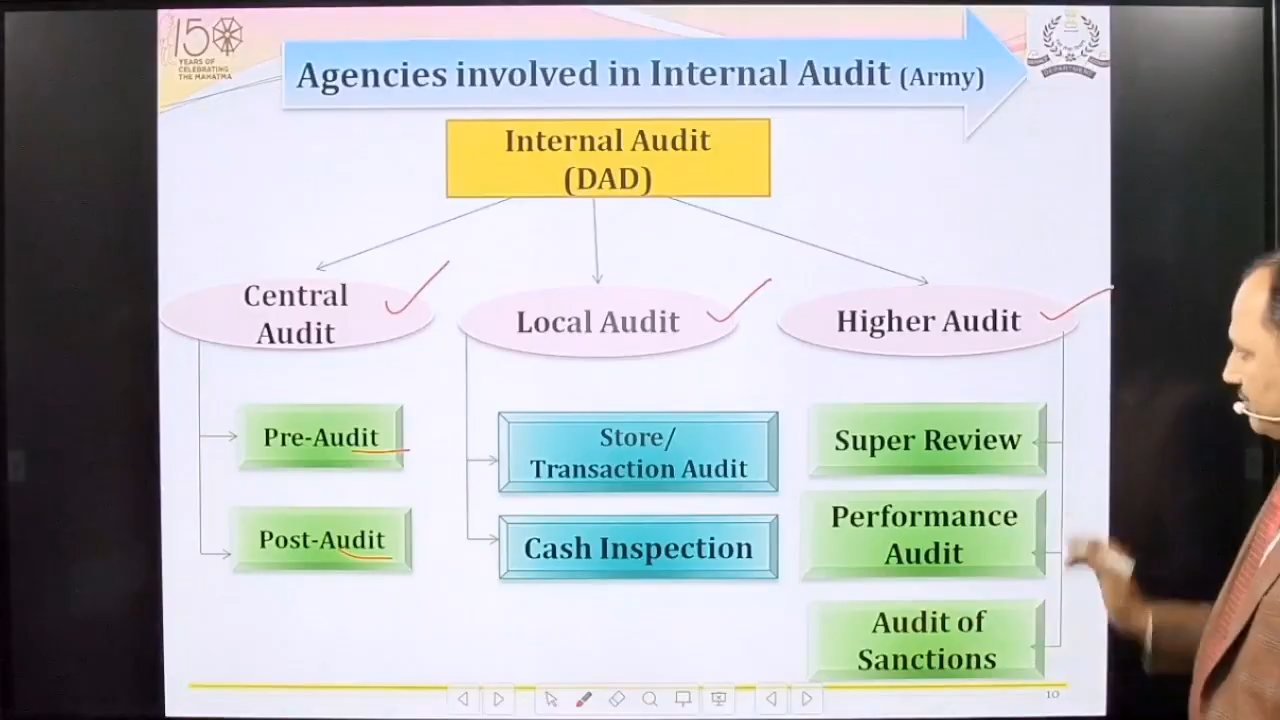 150
YEARS OF
CELEBRATING
THE MAHATMA
Agencies involved in Internal Audit (Army)
DEPARTMENT
Internal Audit
(DAD)
Central
Audit
Local Audit
Higher Audit
Pre-Audit
Post-Audit
Store/
Transaction Audit
Cash Inspection
Super Review
Performance
Audit
Audit of
Sanctions
10